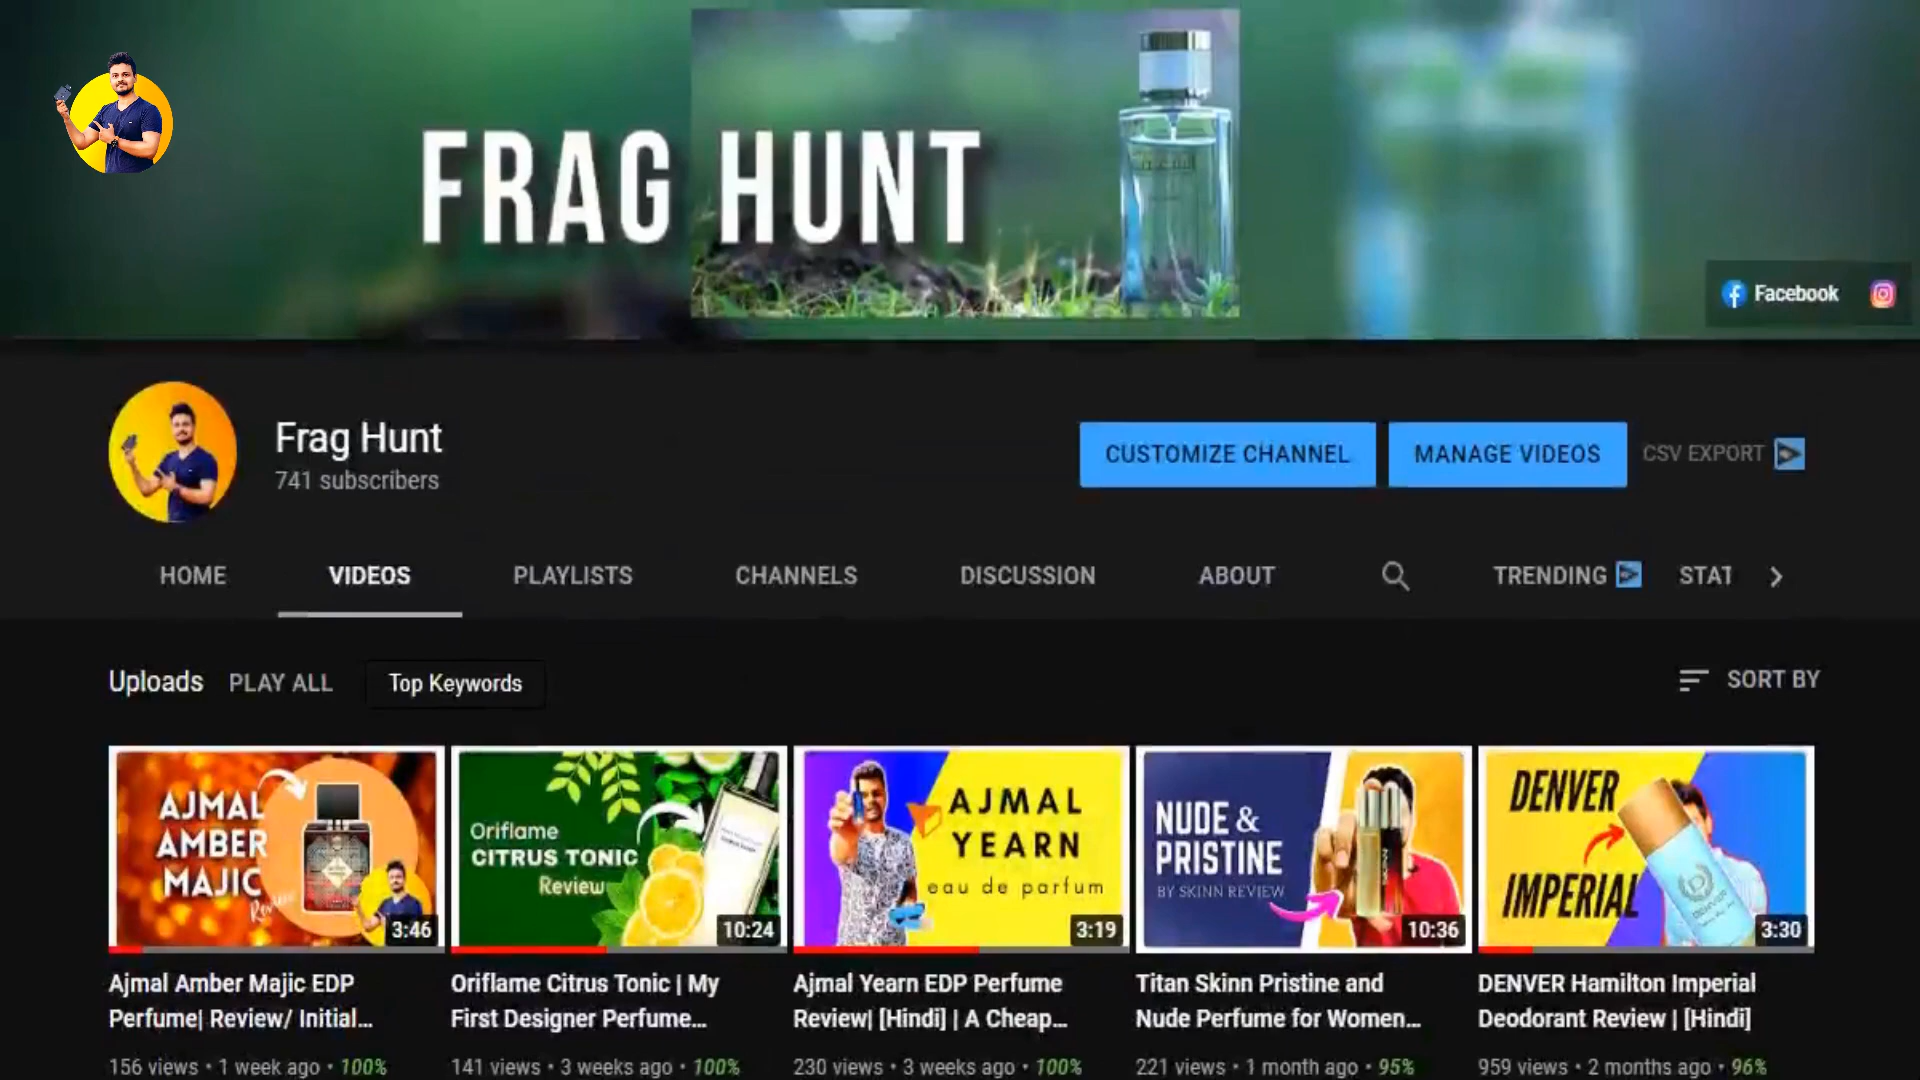 FRAG HUNT
Facebook
Frag Hunt
741 subscribers
CUSTOMIZE CHANNEL
MANAGE VIDEOS
CSV EXPORT
HOME
VIDEOS
PLAYLISTS
CHANNELS
DISCUSSION
ABOUT
TRENDING
STAT
Uploads
PLAY ALL
Top Keywords
SORT BY
AJMAL
AMBER
MAJIC
Review
3:46
Oriflame
CITRUS TONIC
Review
10:24
AJMAL
YEARN
eau de parfum
3:19
NUDE &
PRISTINE
BY SKINN REVIEW
10:36
DENVER
IMPERIAL
3:30
Ajmal Amber Majic EDP
Perfume| Review/ Initial...
156 views • 1 week ago • 100%
Oriflame Citrus Tonic | My
First Designer Perfume...
141 views • 3 weeks ago • 100%
Ajmal Yearn EDP Perfume
Review| [Hindi] | A Cheap...
230 views • 3 weeks ago • 100%
Titan Skinn Pristine and
Nude Perfume for Women...
221 views • 1 month ago • 95%
DENVER Hamilton Imperial
Deodorant Review | [Hindi]
959 views • 2 months ago • 96%